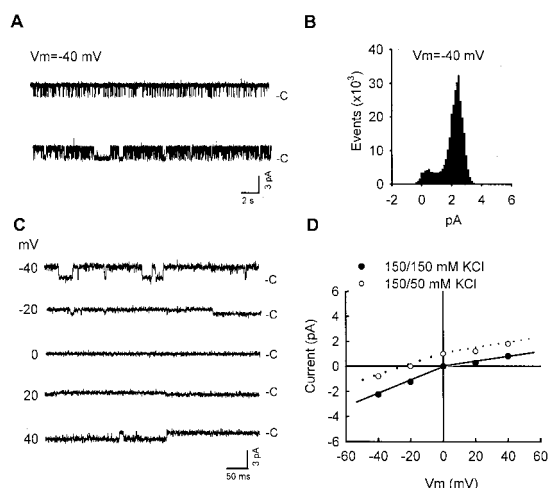 A
Vm=-40 mV
-C
-C
3 pA
2 s
B
Vm=-40 mV
Events (x10³)
40
30
20
10
0
-2 0 2 4 6
pA
C
mV
-40
-C
-20
-C
0
-C
20
-C
40
-C
3 pA
50 ms
D
● 150/150 mM KCl
○ 150/50 mM KCl
Current (pA)
6
4
2
0
-2
-4
-6
-60 -40 -20 0 20 40 60
Vm (mV)